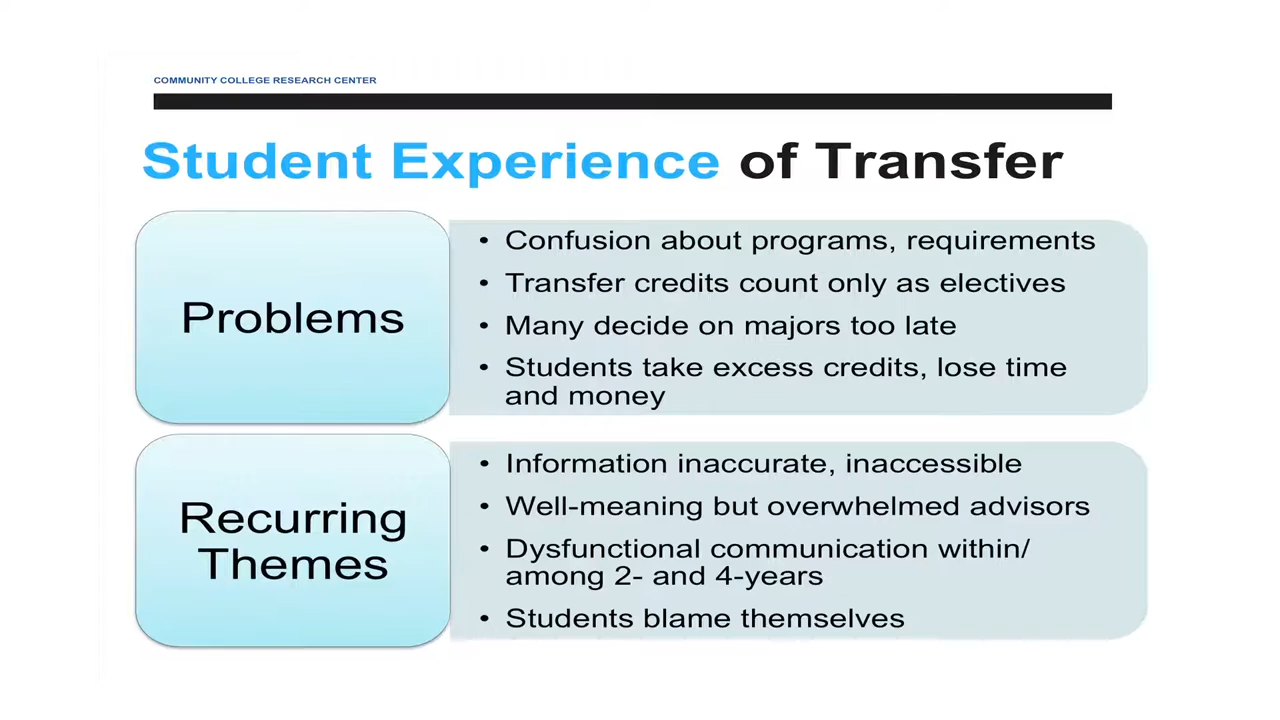 COMMUNITY COLLEGE RESEARCH CENTER
Student Experience of Transfer
Problems
• Confusion about programs, requirements
• Transfer credits count only as electives
• Many decide on majors too late
• Students take excess credits, lose time
and money
Recurring
Themes
• Information inaccurate, inaccessible
• Well-meaning but overwhelmed advisors
• Dysfunctional communication within/
among 2- and 4-years
• Students blame themselves